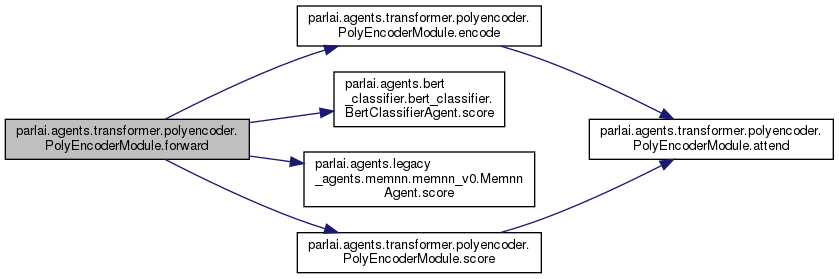 parlai.agents.transformer.polyencoder.
PolyEncoderModule.forward
parlai.agents.transformer.polyencoder.
PolyEncoderModule.encode
parlai.agents.bert
_classifier.bert_classifier.
BertClassifierAgent.score
parlai.agents.legacy
_agents.memnn.memnn_v0.Memnn
Agent.score
parlai.agents.transformer.polyencoder.
PolyEncoderModule.score
parlai.agents.transformer.polyencoder.
PolyEncoderModule.attend